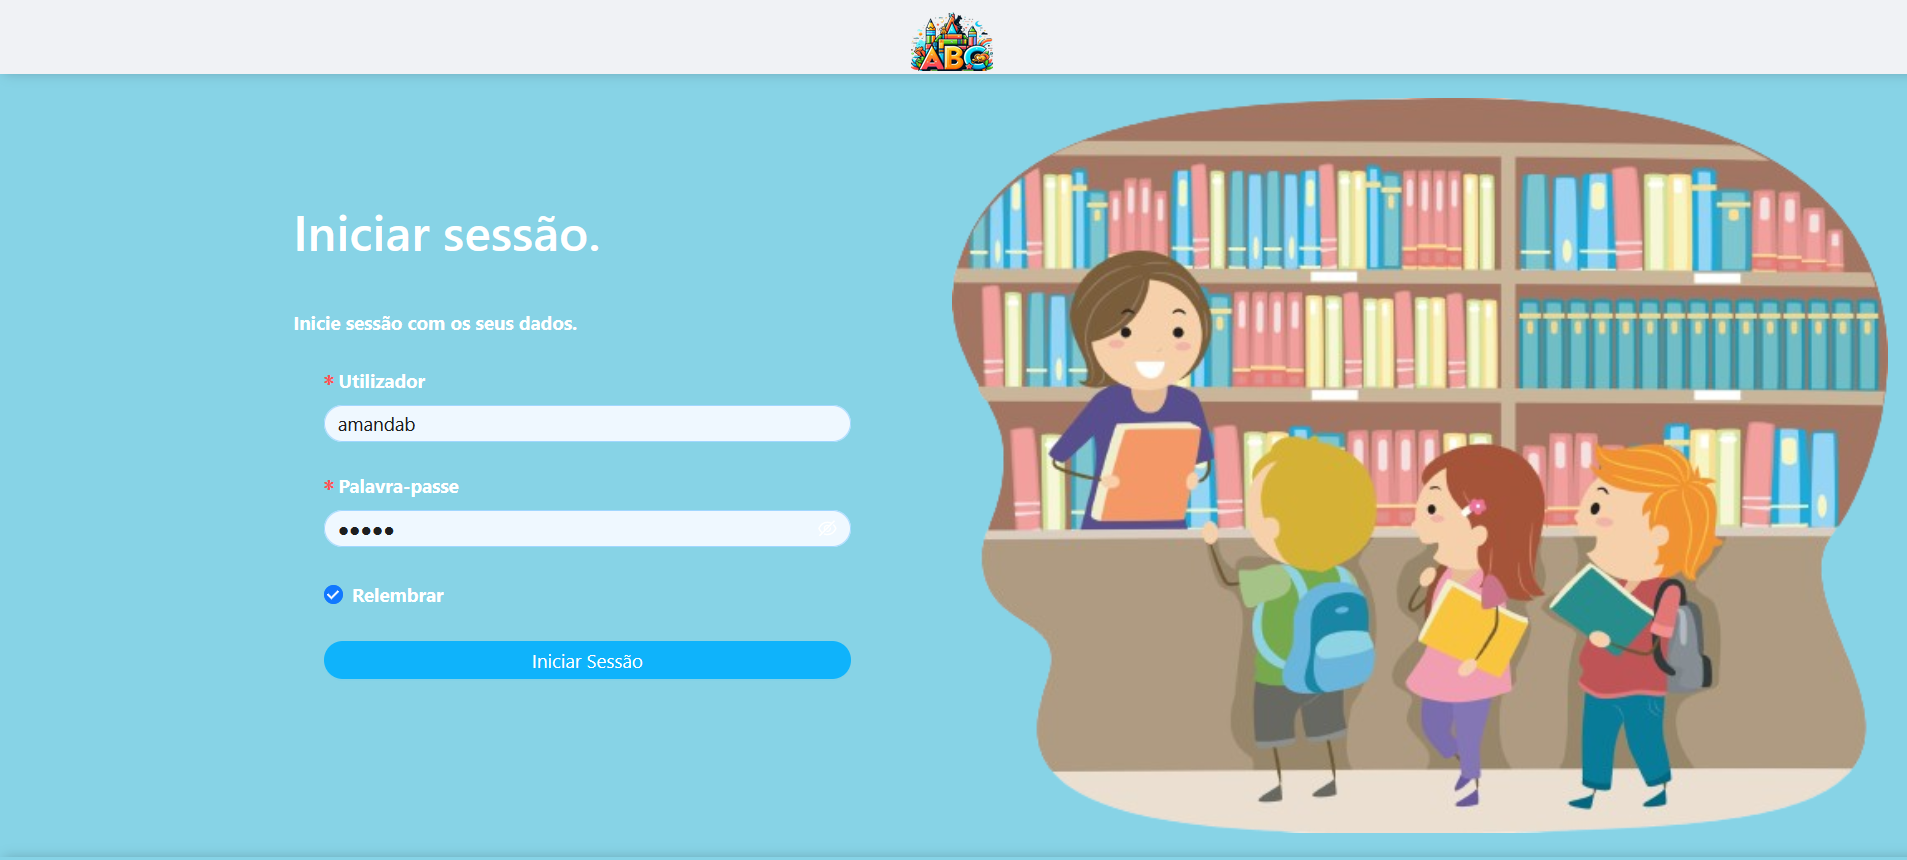 ABC
Iniciar sessão.
Inicie sessão com os seus dados.
* Utilizador
amandab
* Palavra-passe
•••••
Relembrar
Iniciar Sessão